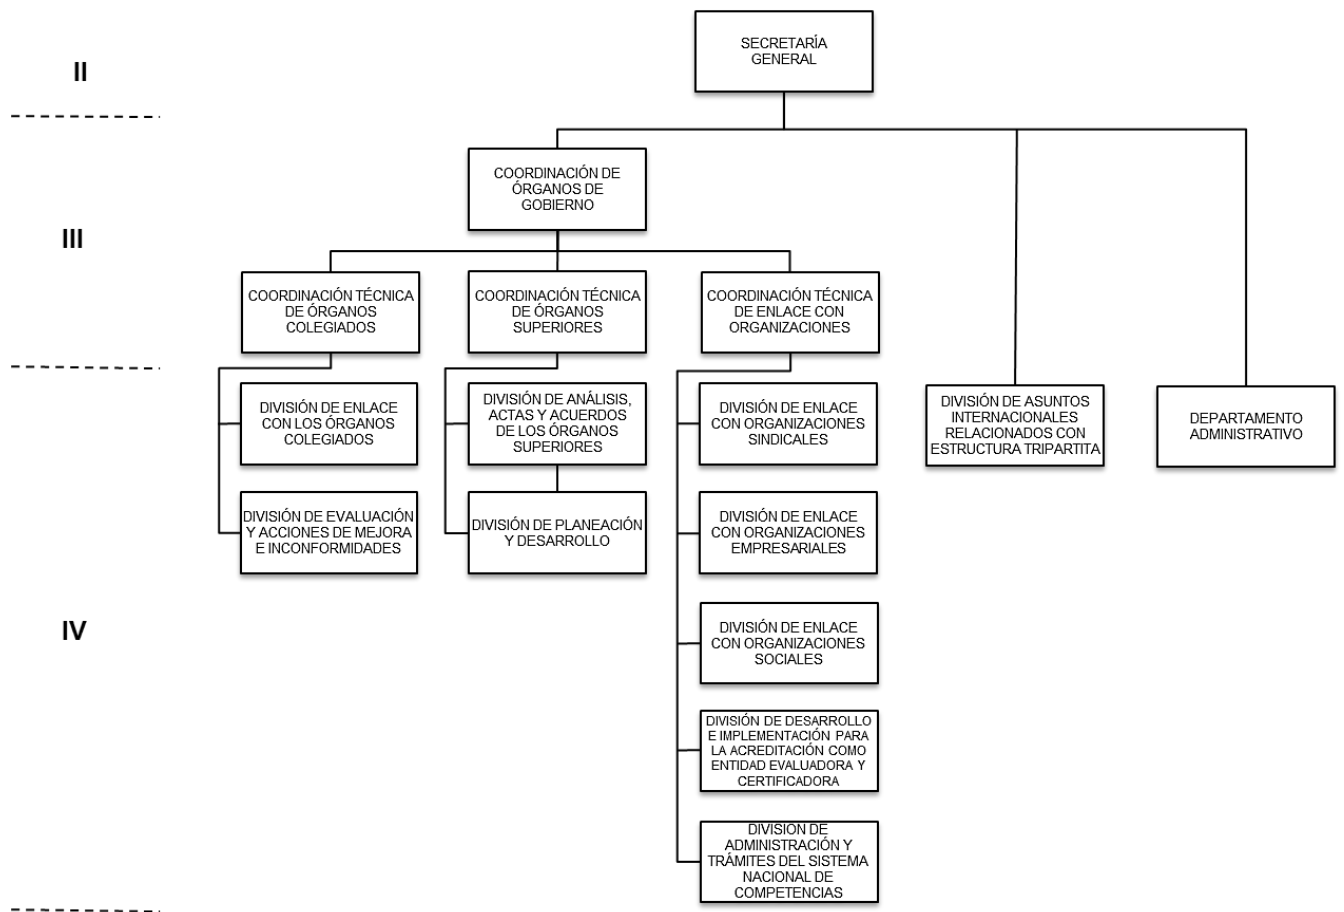 SECRETARÍA
GENERAL
II
COORDINACIÓN DE
ÓRGANOS DE
GOBIERNO
III
COORDINACIÓN TÉCNICA
DE ÓRGANOS
COLEGIADOS
COORDINACIÓN TÉCNICA
DE ÓRGANOS
SUPERIORES
COORDINACIÓN TÉCNICA
DE ENLACE CON
ORGANIZACIONES
DIVISIÓN DE ENLACE
CON LOS ÓRGANOS
COLEGIADOS
DIVISIÓN DE ANÁLISIS,
ACTAS Y ACUERDOS
DE LOS ÓRGANOS
SUPERIORES
DIVISIÓN DE ENLACE
CON ORGANIZACIONES
SINDICALES
DIVISIÓN DE ASUNTOS
INTERNACIONALES
RELACIONADOS CON
ESTRUCTURA TRIPARTITA
DEPARTAMENTO
ADMINISTRATIVO
DIVISIÓN DE EVALUACIÓN
Y ACCIONES DE MEJORA
E INCONFORMIDADES
DIVISIÓN DE PLANEACIÓN
Y DESARROLLO
DIVISIÓN DE ENLACE
CON ORGANIZACIONES
EMPRESARIALES
IV
DIVISIÓN DE ENLACE
CON ORGANIZACIONES
SOCIALES
DIVISIÓN DE DESARROLLO
E IMPLEMENTACIÓN PARA
LA ACREDITACIÓN COMO
ENTIDAD EVALUADORA Y
CERTIFICADORA
DIVISIÓN DE
ADMINISTRACIÓN Y
TRÁMITES DEL SISTEMA
NACIONAL DE
COMPETENCIAS